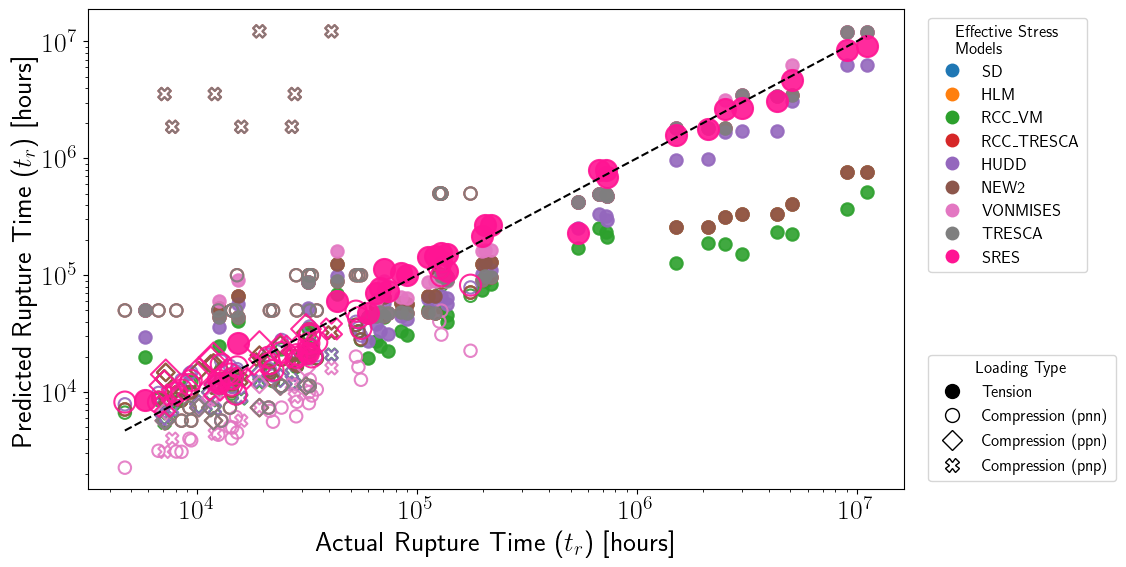 Predicted Rupture Time (t_r) [hours]
10^7
10^6
10^5
10^4
10^4 10^5 10^6 10^7
Actual Rupture Time (t_r) [hours]
Effective Stress
Models
SD
HLM
RCC_VM
RCC_TRESCA
HUDD
NEW2
VONMISES
TRESCA
SRES
Loading Type
Tension
Compression (pnn)
Compression (ppn)
Compression (pnp)